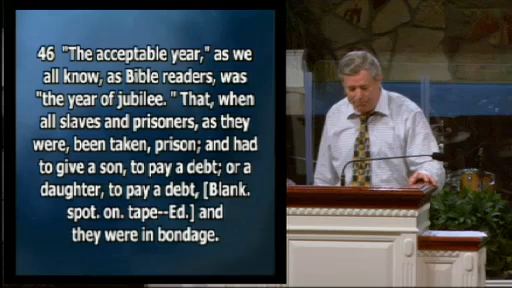 46 "The acceptable year," as we
all know, as Bible readers, was
"the year of jubilee. " That, when
all slaves and prisoners, as they
were, been taken, prison; and had
to give a son, to pay a debt; or a
daughter, to pay a debt, [Blank.
spot. on. tape--Ed.] and
they were in bondage.